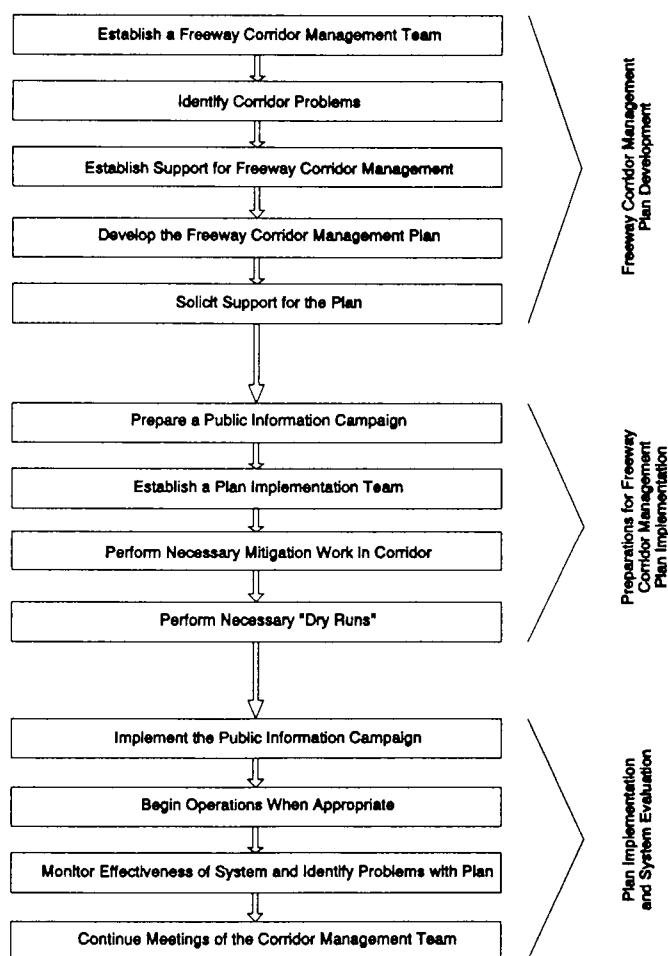 Establish a Freeway Corridor Management Team
Identify Corridor Problems
Establish Support for Freeway Corridor Management
Develop the Freeway Corridor Management Plan
Solicit Support for the Plan
Freeway Corridor Management
Plan Development
Prepare a Public Information Campaign
Establish a Plan Implementation Team
Perform Necessary Mitigation Work In Corridor
Perform Necessary "Dry Runs"
Preparations for Freeway
Corridor Management
Plan Implementation
Implement the Public Information Campaign
Begin Operations When Appropriate
Monitor Effectiveness of System and Identify Problems with Plan
Continue Meetings of the Corridor Management Team
Plan Implementation
and System Evaluation